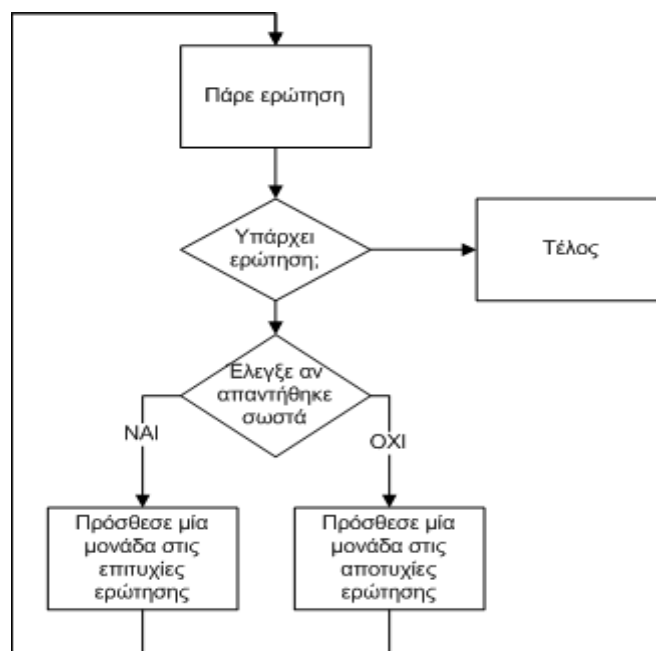 Πάρε ερώτηση
Υπάρχει
ερώτηση;
Τέλος
Έλεγξε αν
απαντήθηκε
σωστά
ΝΑΙ
ΟΧΙ
Πρόσθεσε μία
μονάδα στις
επιτυχίες
ερώτησης
Πρόσθεσε μία
μονάδα στις
αποτυχίες
ερώτησης